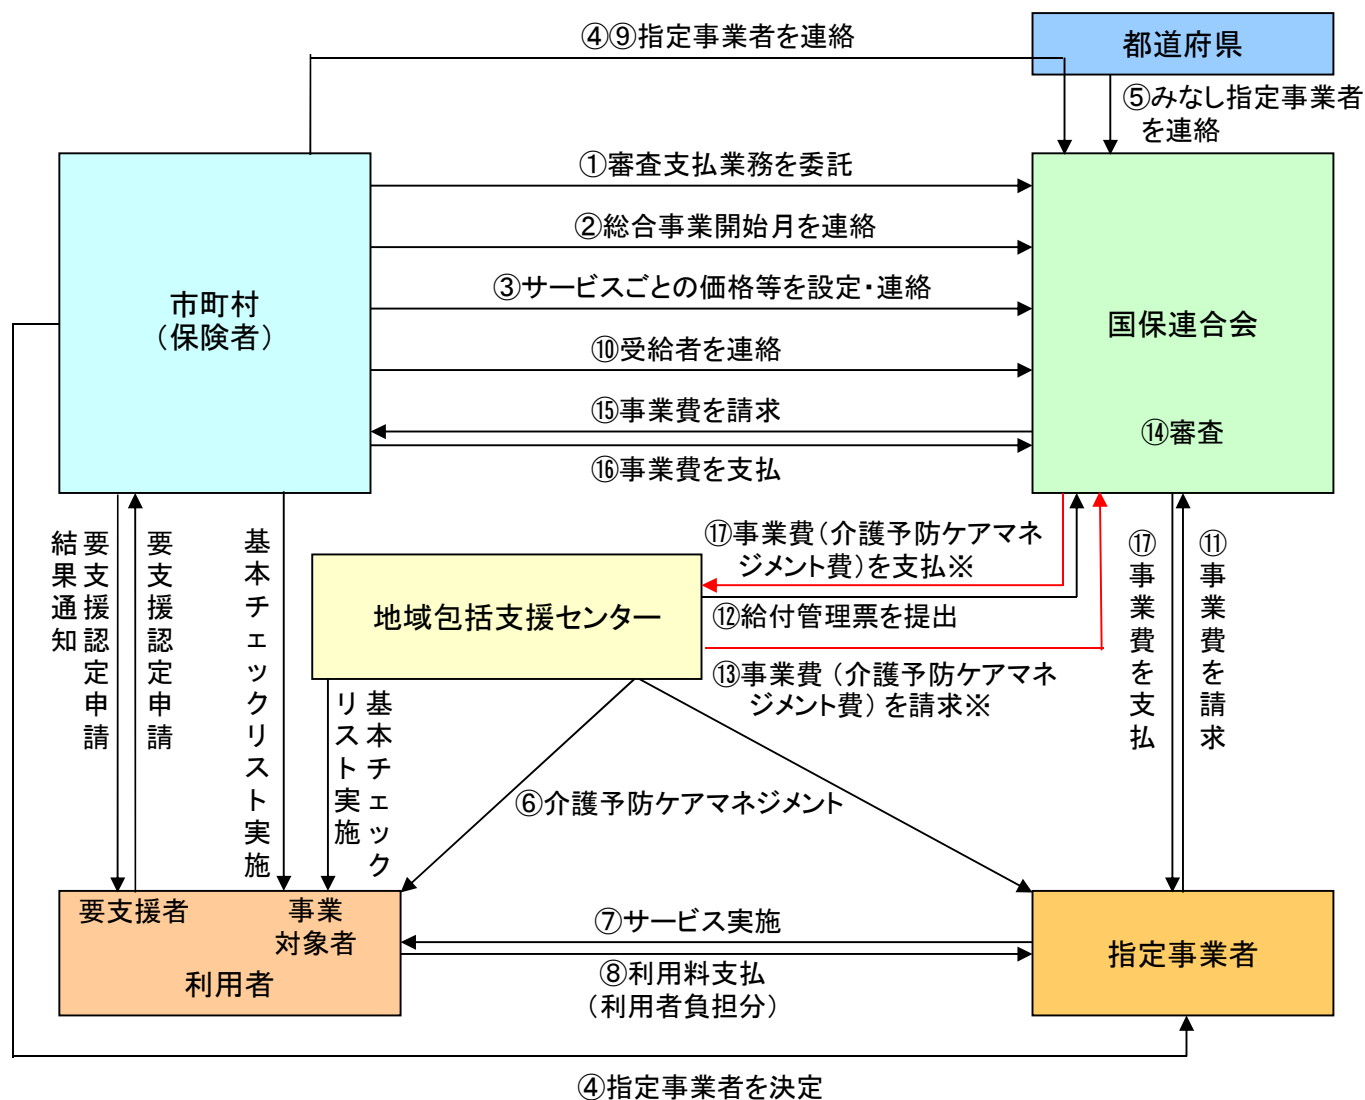 ④⑨指定事業者を連絡
都道府県
⑤みなし指定事業者
を連絡
①審査支払業務を委託
②総合事業開始月を連絡
③サービスごとの価格等を設定・連絡
市町村
（保険者）
国保連合会
⑩受給者を連絡
⑮事業費を請求
⑭審査
⑯事業費を支払
要支援認定申請
結果通知
要支援認定申請
基本チェックリスト実施
⑰事業費（介護予防ケアマネ
ジメント費）を支払※
地域包括支援センター
⑫給付管理票を提出
⑬事業費（介護予防ケアマネ
ジメント費）を請求※
⑰事業費を支払
⑪事業費を請求
基本チェック
リスト実施
⑥介護予防ケアマネジメント
要支援者
事業
対象者
利用者
⑦サービス実施
⑧利用料支払
（利用者負担分）
指定事業者
④指定事業者を決定